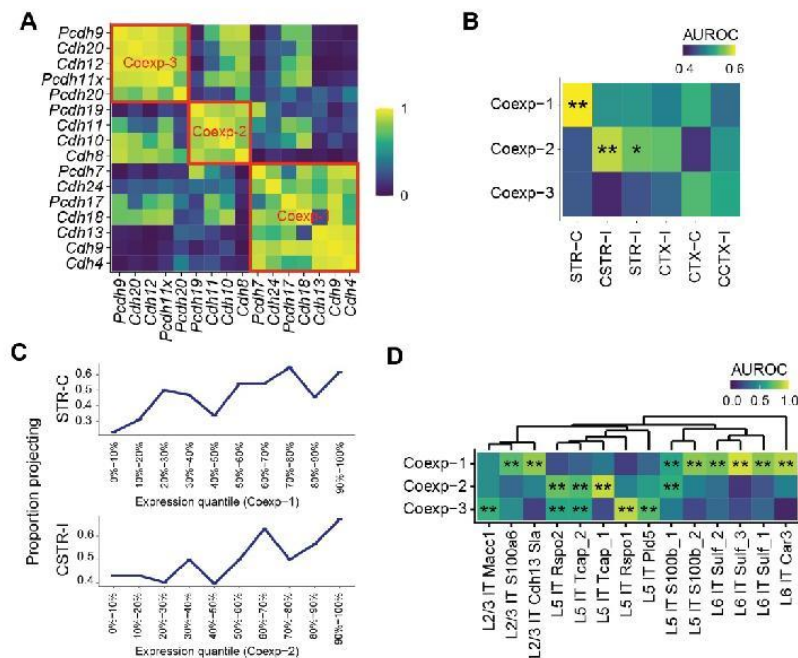 A
Pcdh9
Cdh20
Cdh12
Pcdh11x
Pcdh20
Pcdh19
Cdh11
Cdh10
Cdh8
Pcdh7
Cdh24
Pcdh17
Cdh18
Cdh13
Cdh9
Cdh4
Coexp-3
Coexp-2
Coexp-1
1
0
Pcdh9
Cdh20
Cdh12
Pcdh11x
Pcdh20
Pcdh19
Cdh11
Cdh10
Cdh8
Pcdh7
Cdh24
Pcdh17
Cdh18
Cdh13
Cdh9
Cdh4
B
AUROC
0.4 0.6
Coexp-1 **
Coexp-2 ** *
Coexp-3
STR-C
CSTR-I
STR-I
CTX-I
CTX-C
CCTX-I
C
Proportion projecting
STR-C
0.6
0.5
0.4
0.3
0%-10%
10%-20%
20%-30%
30%-40%
40%-50%
50%-60%
60%-70%
70%-80%
80%-90%
90%-100%
Expression quantile (Coexp-1)
CSTR-I
0.6
0.5
0.4
0%-10%
10%-20%
20%-30%
30%-40%
40%-50%
50%-60%
60%-70%
70%-80%
80%-90%
90%-100%
Expression quantile (Coexp-2)
D
AUROC
0.0 0.5 1.0
Coexp-1 ** ** ** ** ** ** ** **
Coexp-2 ** ** ** **
Coexp-3 ** ** ** ** **
L2/3 IT Macc1
L2/3 IT S100a6
L2/3 IT Cdh13 Sla
L5 IT Rspo2
L5 IT Tcap_2
L5 IT Tcap_1
L5 IT Rspo1
L5 IT Pld5
L5 IT S100b_1
L5 IT S100b_2
L6 IT Sulf_2
L6 IT Sulf_3
L6 IT Sulf_1
L6 IT Car3